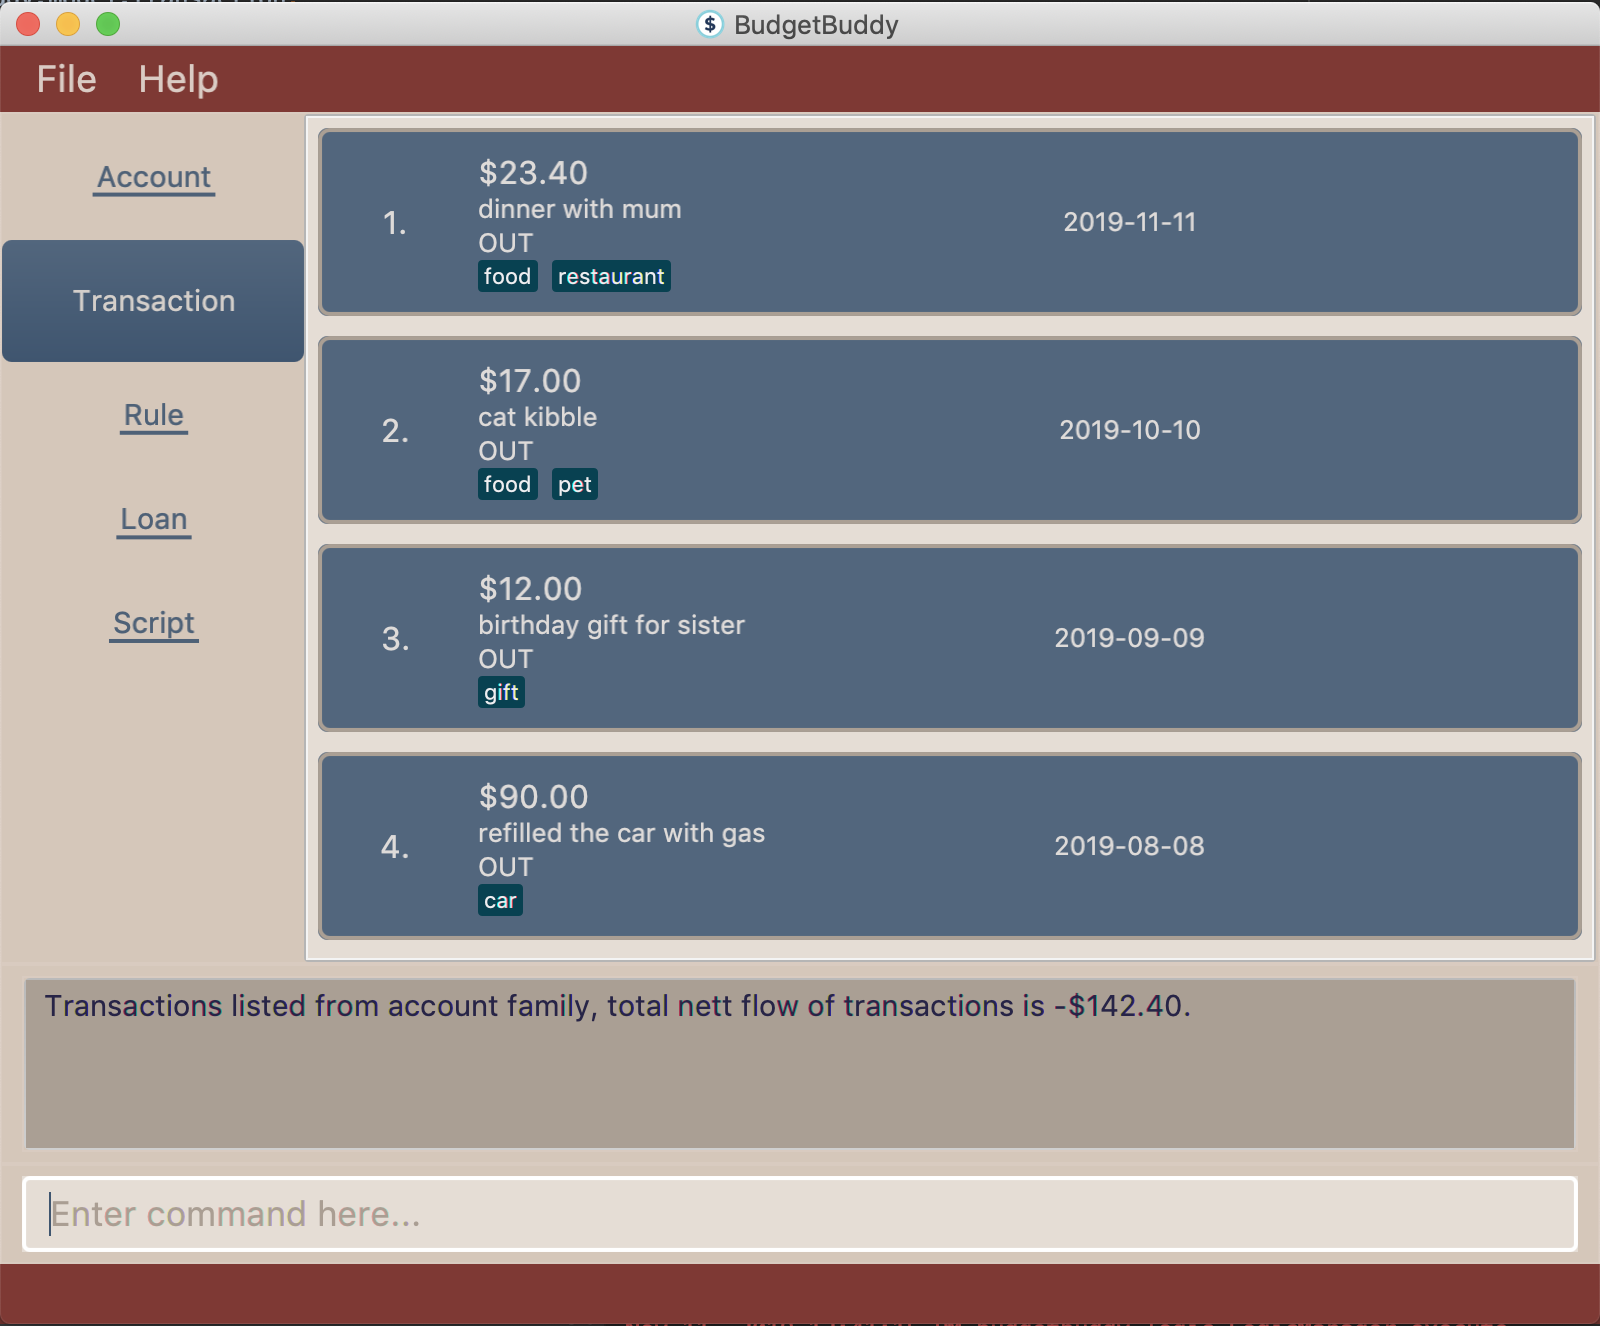 $ BudgetBuddy
File Help
Account
Transaction
Rule
Loan
Script
1.
$23.40
dinner with mum
OUT
food restaurant
2019-11-11
2.
$17.00
cat kibble
OUT
food pet
2019-10-10
3.
$12.00
birthday gift for sister
OUT
gift
2019-09-09
4.
$90.00
refilled the car with gas
OUT
car
2019-08-08
Transactions listed from account family, total nett flow of transactions is -$142.40.
Enter command here...